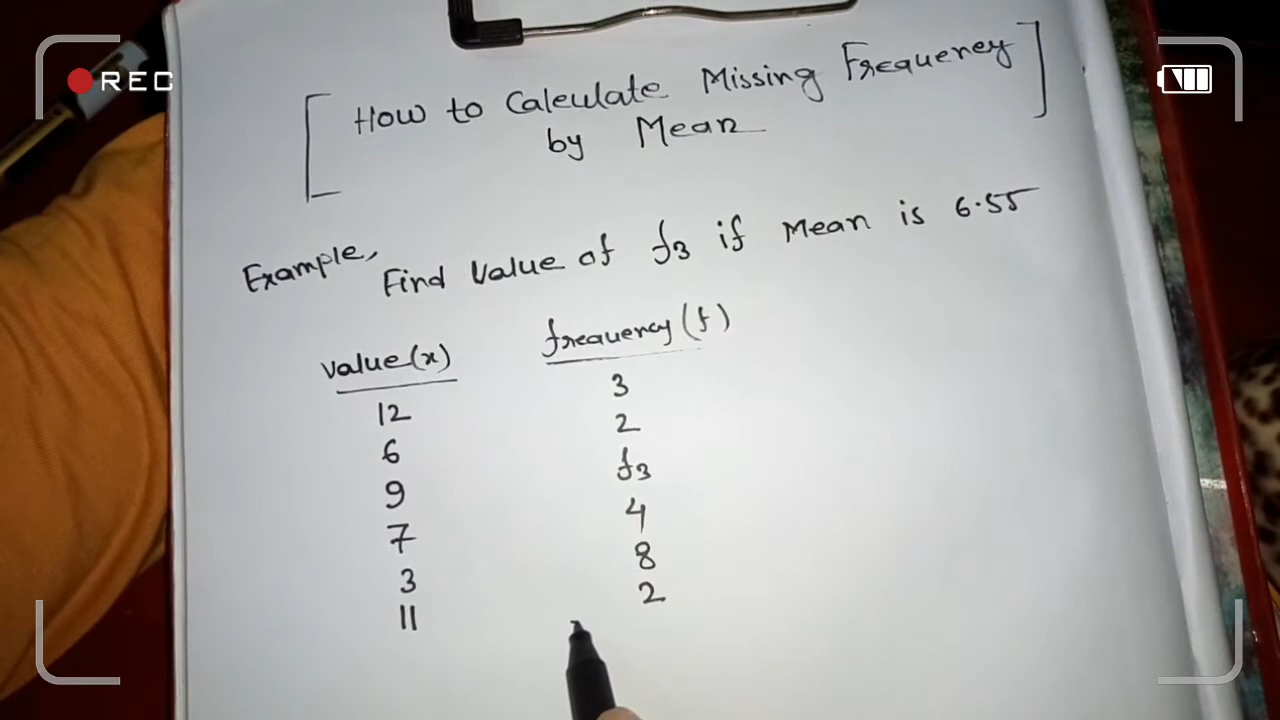 REC
[ How to Calculate Missing Frequency ]
by Mean
Example,
Find Value of f3 if Mean is 6.55
Value(x) frequency(f)
12 3
6 2
9 f3
7 4
3 8
11 2